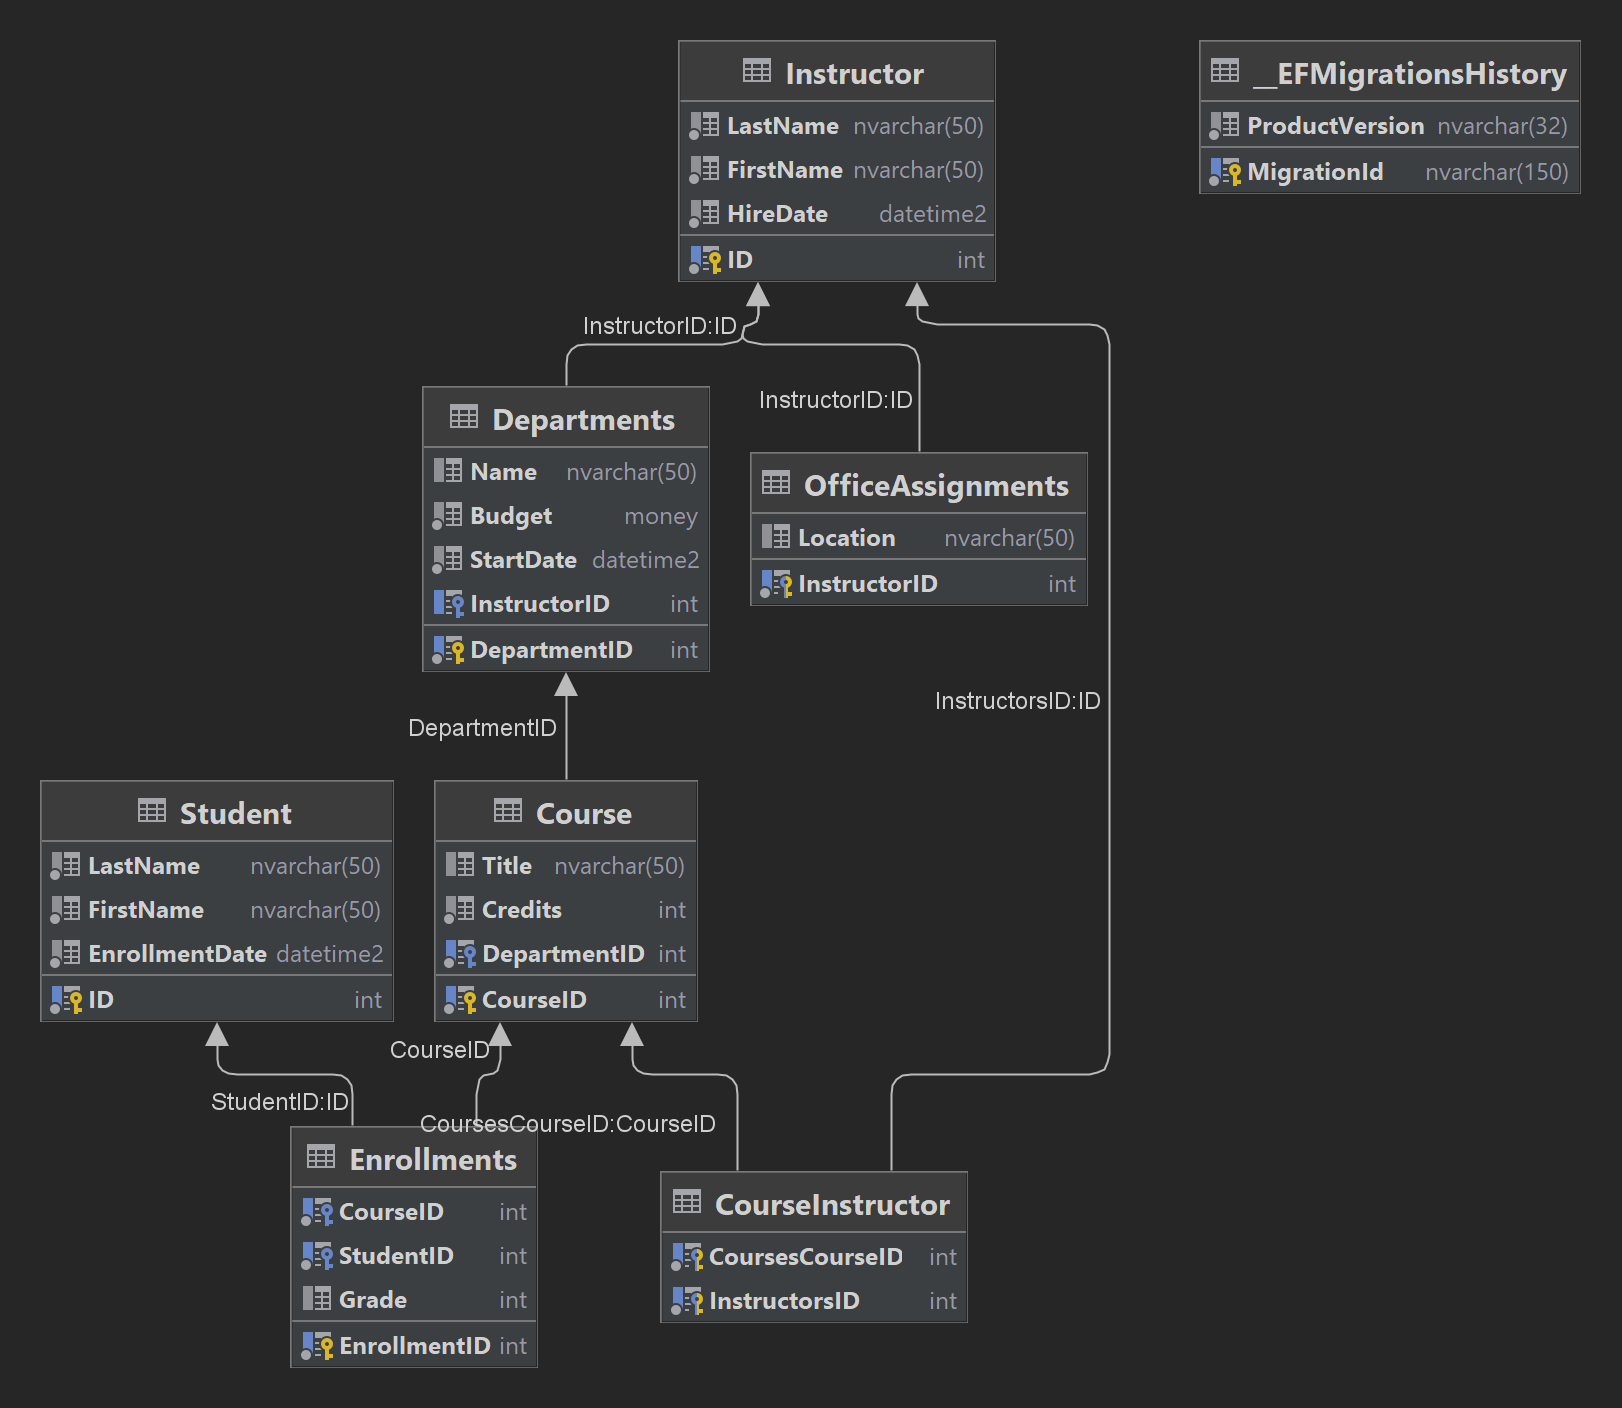 Instructor
LastName nvarchar(50)
FirstName nvarchar(50)
HireDate datetime2
ID int
__EFMigrationsHistory
ProductVersion nvarchar(32)
MigrationId nvarchar(150)
InstructorID:ID
InstructorID:ID
Departments
Name nvarchar(50)
Budget money
StartDate datetime2
InstructorID int
DepartmentID int
OfficeAssignments
Location nvarchar(50)
InstructorID int
InstructorsID:ID
DepartmentID
Student
LastName nvarchar(50)
FirstName nvarchar(50)
EnrollmentDate datetime2
ID int
Course
Title nvarchar(50)
Credits int
DepartmentID int
CourseID int
CourseID
StudentID:ID
CoursesCourseID:CourseID
Enrollments
CourseID int
StudentID int
Grade int
EnrollmentID int
CourseInstructor
CoursesCourseID int
InstructorsID int